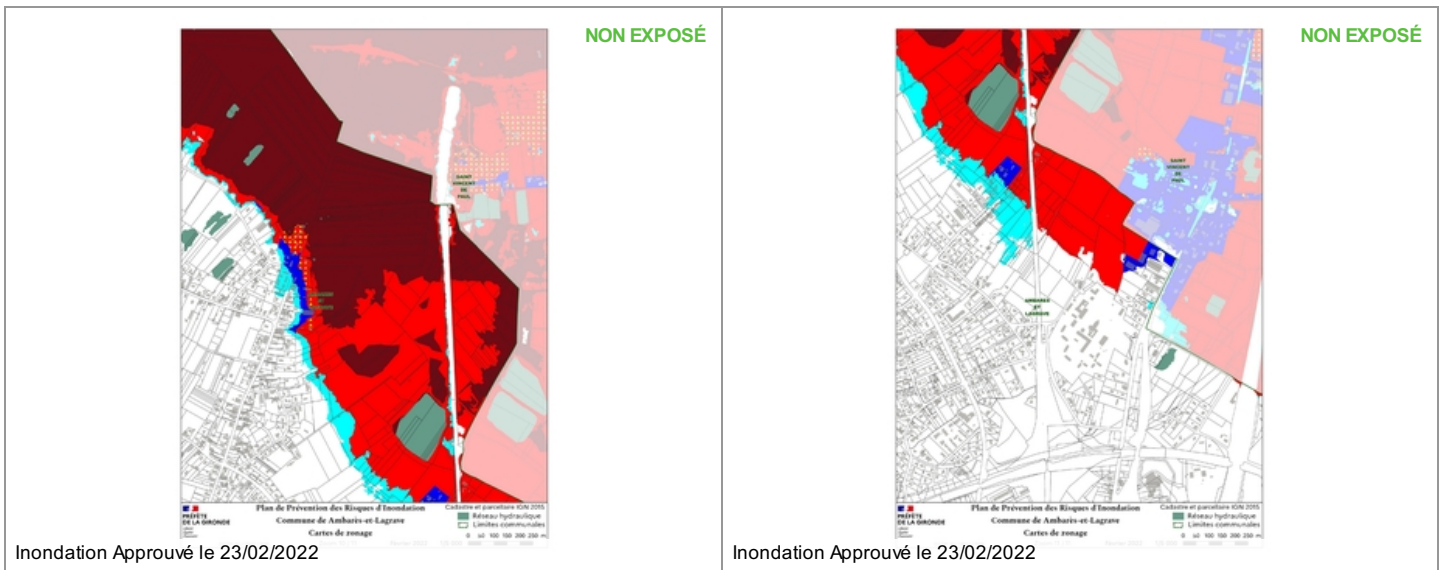 NON EXPOSÉ
SAINT
VINCENT
DE
PAUL
PRÉFÈTE
DE LA GIRONDE
Plan de Prévention des Risques d'Inondation
Commune de Ambarès-et-Lagrave
Cartes de zonage
Cadastre et parcellaire IGN 2015
Réseau hydraulique
Limites communales
0 50 100 150 200 250 m
Inondation Approuvé le 23/02/2022
NON EXPOSÉ
SAINT
VINCENT
DE
PAUL
AMBARES
ET
LAGRAVE
PRÉFÈTE
DE LA GIRONDE
Plan de Prévention des Risques d'Inondation
Commune de Ambarès-et-Lagrave
Cartes de zonage
Cadastre et parcellaire IGN 2015
Réseau hydraulique
Limites communales
0 50 100 150 200 250 m
Inondation Approuvé le 23/02/2022